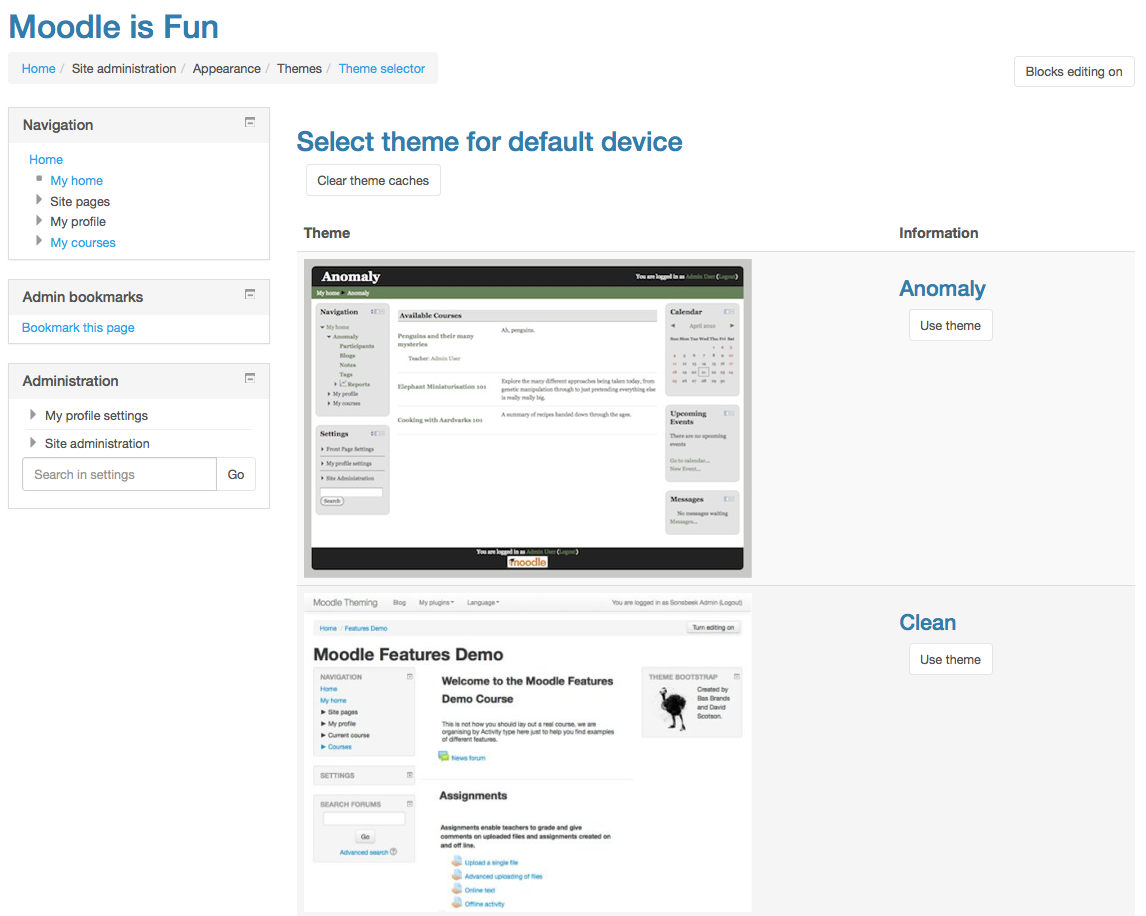 Moodle is Fun
Home / Site administration / Appearance / Themes / Theme selector
Blocks editing on
Navigation
Home
My home
Site pages
My profile
My courses
Admin bookmarks
Bookmark this page
Administration
My profile settings
Site administration
Search in settings
Go
Select theme for default device
Clear theme caches
Theme
Information
Anomaly
You are logged in as Admin User (Logout)
My home ► Anomaly
Navigation
My home
Anomaly
Participants
Blogs
Notes
Tags
Reports
My profile
My courses
Settings
Front Page Settings
My profile settings
Site Administration
Search
Available Courses
Penguins and their many
mysteries
Teacher: Admin User
Ah, penguins.
Elephant Miniaturisation 101
Explore the many different approaches being taken today, from
genetic manipulation through to just pretending everything else
is really really big.
Cooking with Aardvarks 101
A summary of recipes handed down through the ages.
Calendar
April 2010
Sun Mon Tue Wed Thu Fri Sat
Upcoming
Events
There are no upcoming
events
Go to calendar...
New Event...
Messages
No messages waiting
Messages...
You are logged in as Admin User (Logout)
moodle
Anomaly
Use theme
Moodle Theming
Blog
My plugins
Language
You are logged in as Sonsbeek Admin (Logout)
Home / Features Demo
Turn editing on
Moodle Features Demo
NAVIGATION
Home
My home
Site pages
My profile
Current course
Courses
SETTINGS
SEARCH FORUMS
Go
Advanced search
Welcome to the Moodle Features
Demo Course
This is not how you should lay out a real course, we are
organising by Activity type here just to help you find examples
of different features.
News forum
Assignments
Assignments enable teachers to grade and give
comments on uploaded files and assignments created on
and off line.
Upload a single file
Advanced uploading of files
Online text
Offline activity
THEME BOOTSTRAP
Created by
Bas Brands
and David
Scotson.
Clean
Use theme